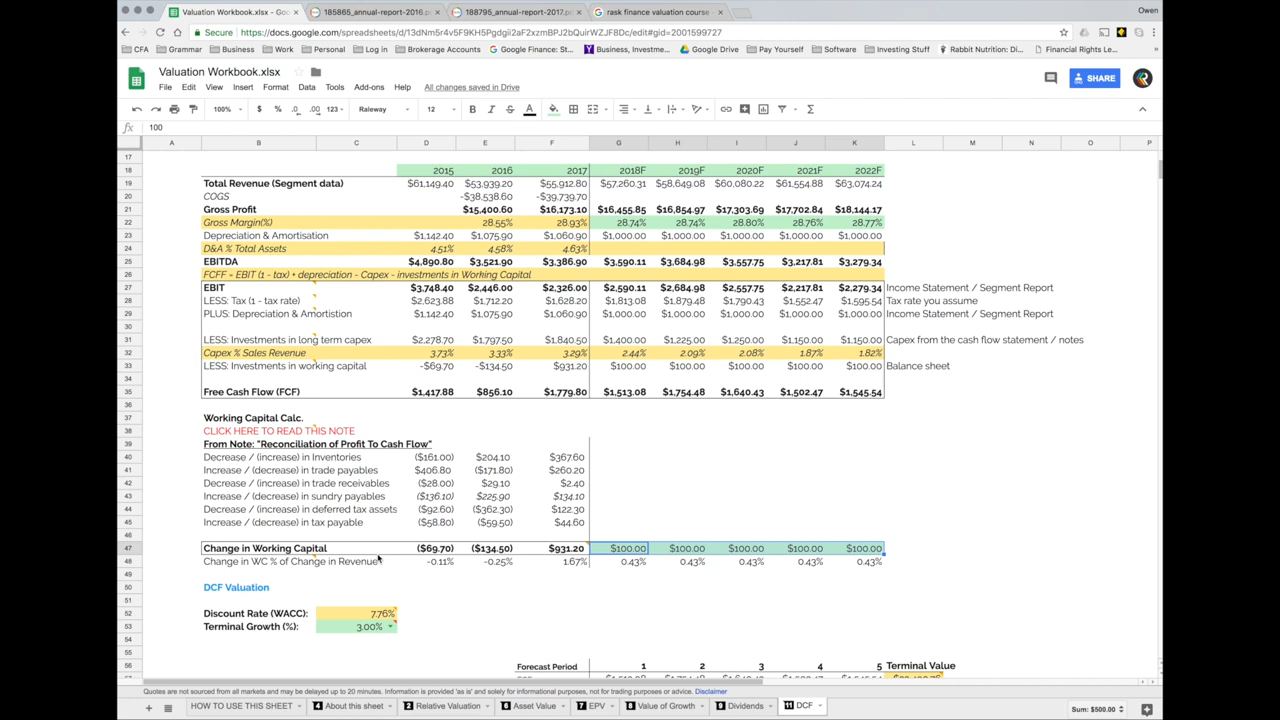 Valuation Workbook.xlsx - Goo
185865_annual-report-2016.p
188795_annual-report-2017.p
rask finance valuation course -
Owen
Secure
https://docs.google.com/spreadsheets/d/13dNm5r4v5F9KH5Pgdgii2aF2xzmBPJ2bQuirWZJF8Dc/edit#gid=2001599727
CFA Grammar Business Work Personal Log in Brokerage Accounts Google Finance: St... Business, Investme... Google Drive Pay Yourself Software Investing Stuff Rabbit Nutrition: Di... Financial Rights Le...
Valuation Workbook.xlsx
File Edit View Insert Format Data Tools Add-ons Help All changes saved in Drive
SHARE
100% $ % .0 .00 123 Raleway 12 B I S A Σ
fx 100
A B C D E F G H I J K L M N O P
17
18 2015 2016 2017 2018F 2019F 2020F 2021F 2022F
19 Total Revenue (Segment data) $61,149.40 $53,939.20 $55,912.80 $57,260.31 $58,649.08 $60,080.22 $61,554.88 $63,074.24
20 COGS -$38,538.60 -$39,739.70
21 Gross Profit $15,400.60 $16,173.10 $16,455.85 $16,854.97 $17,303.69 $17,702.84 $18,144.17
22 Gross Margin(%) 28.55% 28.93% 28.74% 28.74% 28.80% 28.76% 28.77%
23 Depreciation & Amortisation $1,142.40 $1,075.90 $1,060.90 $1,000.00 $1,000.00 $1,000.00 $1,000.00 $1,000.00
24 D&A % Total Assets 4.51% 4.58% 4.63%
25 EBITDA $4,890.80 $3,521.90 $3,386.90 $3,590.11 $3,684.98 $3,557.75 $3,217.81 $3,279.34
26 FCFF = EBIT (1 - tax) + depreciation - Capex - investments in Working Capital
27 EBIT $3,748.40 $2,446.00 $2,326.00 $2,590.11 $2,684.98 $2,557.75 $2,217.81 $2,279.34 Income Statement / Segment Report
28 LESS: Tax (1 - tax rate) $2,623.88 $1,712.20 $1,628.20 $1,813.08 $1,879.48 $1,790.43 $1,552.47 $1,595.54 Tax rate you assume
29 PLUS: Depreciation & Amortistion $1,142.40 $1,075.90 $1,060.90 $1,000.00 $1,000.00 $1,000.00 $1,000.00 $1,000.00 Income Statement / Segment Report
30
31 LESS: Investments in long term capex $2,278.70 $1,797.50 $1,840.50 $1,400.00 $1,225.00 $1,250.00 $1,150.00 $1,150.00 Capex from the cash flow statement / notes
32 Capex % Sales Revenue 3.73% 3.33% 3.29% 2.44% 2.09% 2.08% 1.87% 1.82%
33 LESS: Investments in working capital -$69.70 -$134.50 $931.20 $100.00 $100.00 $100.00 $100.00 $100.00 Balance sheet
34
35 Free Cash Flow (FCF) $1,417.88 $856.10 $1,779.80 $1,513.08 $1,754.48 $1,640.43 $1,502.47 $1,545.54
36
37 Working Capital Calc.
38 CLICK HERE TO READ THIS NOTE
39 From Note: "Reconciliation of Profit To Cash Flow"
40 Decrease / (increase) in Inventories ($161.00) $204.10 $367.60
41 Increase / (decrease) in trade payables $406.80 ($171.80) $260.20
42 Decrease / (increase) in trade receivables ($28.00) $29.10 $2.40
43 Increase / (decrease) in sundry payables ($136.10) $225.90 $134.10
44 Increase / (decrease) in deferred tax assets ($92.60) ($362.30) $122.30
45 Increase / (decrease) in tax payable ($58.80) ($59.50) $44.60
46
47 Change in Working Capital ($69.70) ($134.50) $931.20 $100.00 $100.00 $100.00 $100.00 $100.00
48 Change in WC % of Change in Revenue -0.11% -0.25% 1.67% 0.43% 0.43% 0.43% 0.43% 0.43%
49
50 DCF Valuation
51
52 Discount Rate (WACC): 7.76%
53 Terminal Growth (%): 3.00%
54
55
56 Forecast Period 1 2 3 4 5 Terminal Value
Quotes are not sourced from all markets and may be delayed up to 20 minutes. Information is provided 'as is' and solely for informational purposes, not for trading purposes or advice. Disclaimer
HOW TO USE THIS SHEET 4 About this sheet 2 Relative Valuation 6 Asset Value 7 EPV 8 Value of Growth 9 Dividends 11 DCF Sum: $500.00